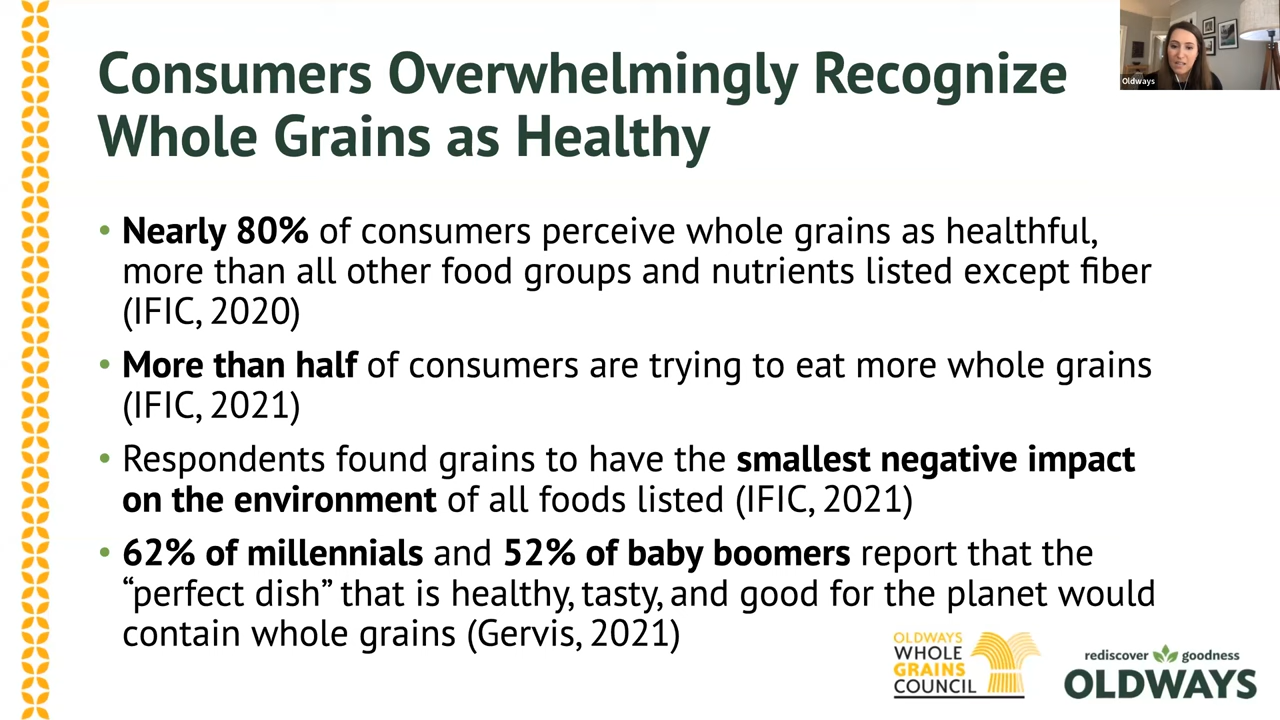 Consumers Overwhelmingly Recognize
Whole Grains as Healthy
Oldways
• Nearly 80% of consumers perceive whole grains as healthful,
more than all other food groups and nutrients listed except fiber
(IFIC, 2020)
• More than half of consumers are trying to eat more whole grains
(IFIC, 2021)
• Respondents found grains to have the smallest negative impact
on the environment of all foods listed (IFIC, 2021)
• 62% of millennials and 52% of baby boomers report that the
“perfect dish” that is healthy, tasty, and good for the planet would
contain whole grains (Gervis, 2021)
OLDWAYS
WHOLE
GRAINS
COUNCIL
rediscover goodness
OLDWAYS